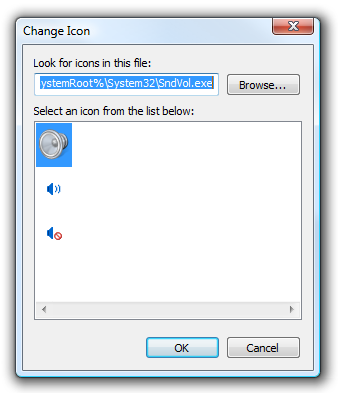 Change Icon
Look for icons in this file:
ystemRoot%\System32\SndVol.exe
Browse...
Select an icon from the list below:
OK
Cancel